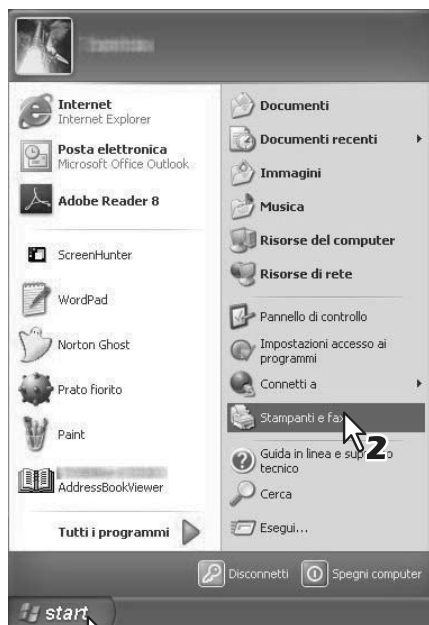 Internet
Internet Explorer
Posta elettronica
Microsoft Office Outlook
Adobe Reader 8
ScreenHunter
WordPad
Norton Ghost
Prato fiorito
Paint
AddressBookViewer
Tutti i programmi
Documenti
Documenti recenti
Immagini
Musica
Risorse del computer
Risorse di rete
Pannello di controllo
Impostazioni accesso ai
programmi
Connetti a
Stampanti e fax
2
Guida in linea e supporto
tecnico
Cerca
Esegui...
Disconnetti
Spegni computer
start